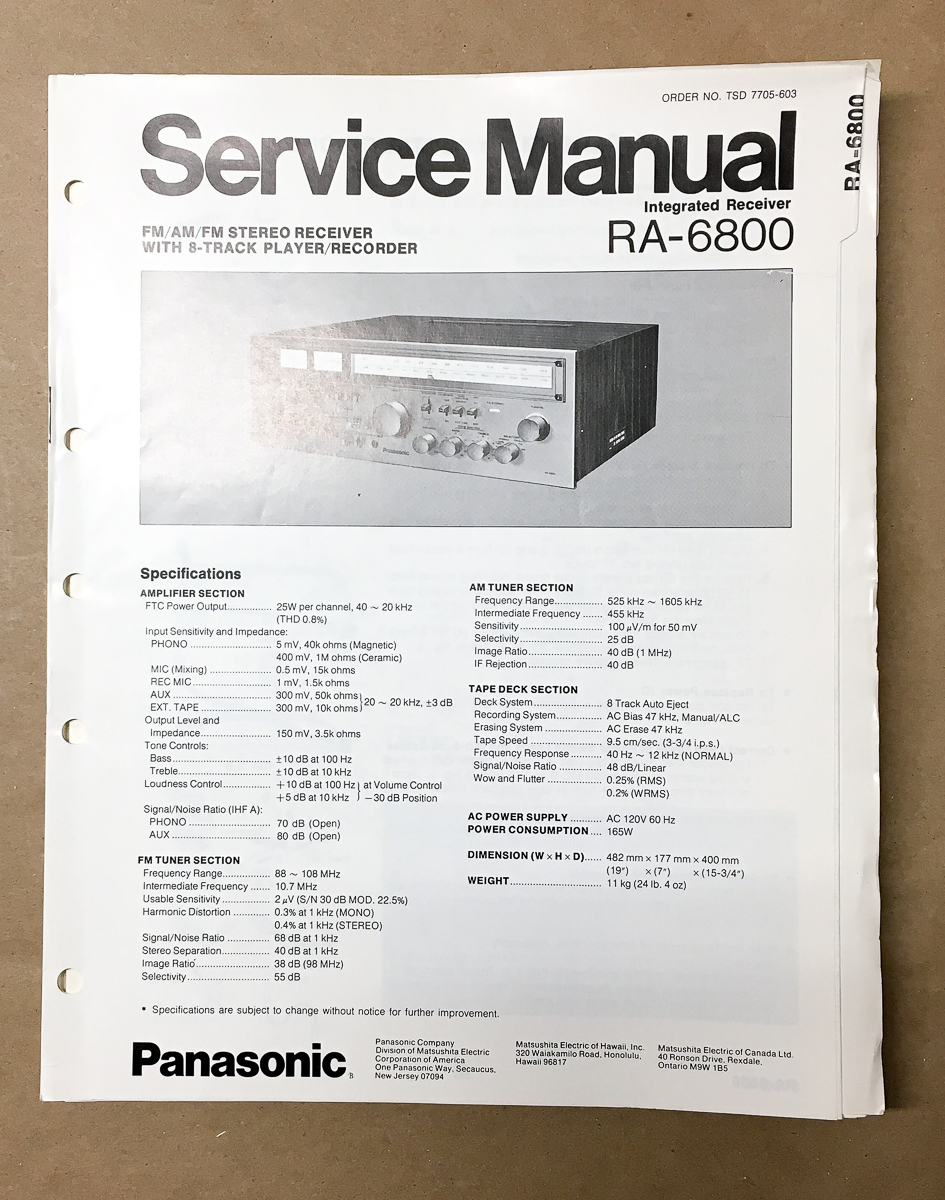 ORDER NO. TSD 7705-603
RA-6800
Service Manual
Integrated Receiver
RA-6800
FM/AM/FM STEREO RECEIVER
WITH 8-TRACK PLAYER/RECORDER
Panasonic
Specifications
AMPLIFIER SECTION
FTC Power Output............... 25W per channel, 40 ~ 20 kHz
(THD 0.8%)
Input Sensitivity and Impedance:
PHONO ............................ 5 mV, 40k ohms (Magnetic)
400 mV, 1M ohms (Ceramic)
MIC (Mixing) ...................... 0.5 mV, 15k ohms
REC MIC............................ 1 mV, 1.5k ohms
AUX .................................. 300 mV, 50k ohms
EXT. TAPE ........................ 300 mV, 10k ohms } 20 ~ 20 kHz, ±3 dB
Output Level and
Impedance........................ 150 mV, 3.5k ohms
Tone Controls:
Bass.................................. ±10 dB at 100 Hz
Treble................................ ±10 dB at 10 kHz
Loudness Control................ +10 dB at 100 Hz } at Volume Control
+5 dB at 10 kHz } −30 dB Position
Signal/Noise Ratio (IHF A):
PHONO ............................ 70 dB (Open)
AUX .................................. 80 dB (Open)
FM TUNER SECTION
Frequency Range................. 88 ~ 108 MHz
Intermediate Frequency ....... 10.7 MHz
Usable Sensitivity ................. 2 µV (S/N 30 dB MOD. 22.5%)
Harmonic Distortion ............. 0.3% at 1 kHz (MONO)
0.4% at 1 kHz (STEREO)
Signal/Noise Ratio ............... 68 dB at 1 kHz
Stereo Separation................. 40 dB at 1 kHz
Image Ratio.......................... 38 dB (98 MHz)
Selectivity............................. 55 dB
AM TUNER SECTION
Frequency Range................. 525 kHz ~ 1605 kHz
Intermediate Frequency ....... 455 kHz
Sensitivity.............................. 100 µV/m for 50 mV
Selectivity.............................. 25 dB
Image Ratio........................... 40 dB (1 MHz)
IF Rejection........................... 40 dB
TAPE DECK SECTION
Deck System......................... 8 Track Auto Eject
Recording System................ AC Bias 47 kHz, Manual/ALC
Erasing System .................... AC Erase 47 kHz
Tape Speed .......................... 9.5 cm/sec. (3-3/4 i.p.s.)
Frequency Response........... 40 Hz ~ 12 kHz (NORMAL)
Signal/Noise Ratio ............... 48 dB/Linear
Wow and Flutter .................... 0.25% (RMS)
0.2% (WRMS)
AC POWER SUPPLY ........... AC 120V 60 Hz
POWER CONSUMPTION .... 165W
DIMENSION (W × H × D)...... 482 mm × 177 mm × 400 mm
(19″) × (7″) × (15-3/4″)
WEIGHT................................. 11 kg (24 lb. 4 oz)
* Specifications are subject to change without notice for further improvement.
Panasonic
Panasonic Company
Division of Matsushita Electric
Corporation of America
One Panasonic Way, Secaucus,
New Jersey 07094
Matsushita Electric of Hawaii, Inc.
320 Waiakamilo Road, Honolulu,
Hawaii 96817
Matsushita Electric of Canada Ltd.
40 Ronson Drive, Rexdale,
Ontario M9W 1B5